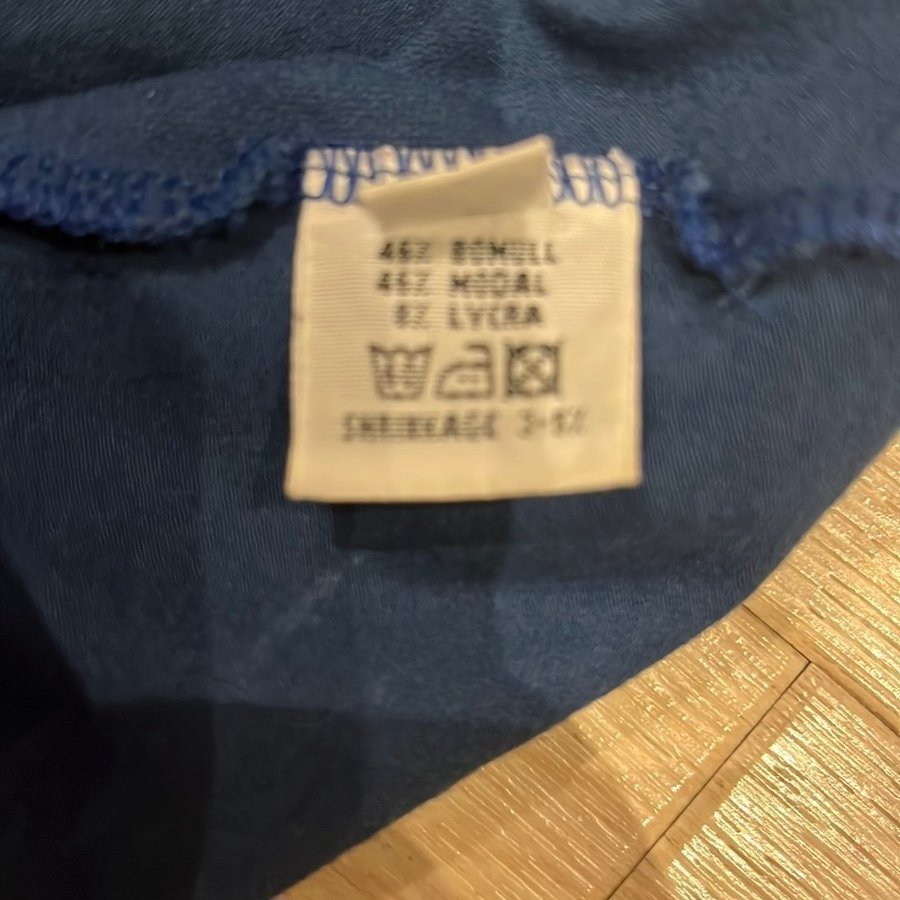 46% BOMULL
46% MODAL
8% LYCRA
SHRINKAGE